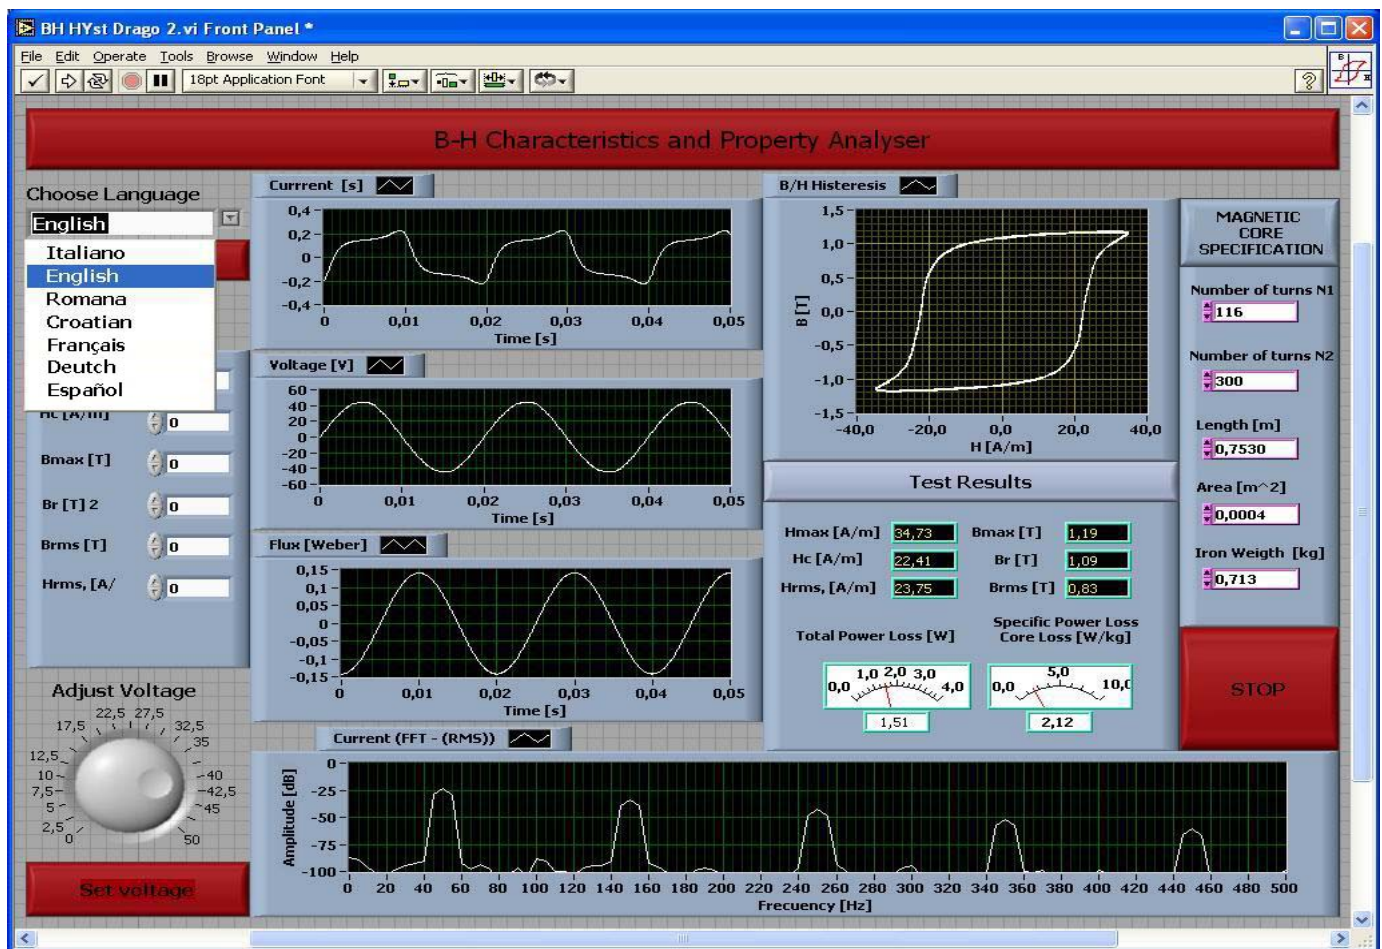 BH HYst Drago 2.vi Front Panel *
File Edit Operate Tools Browse Window Help
18pt Application Font
B-H Characteristics and Property Analyser
Choose Language
English
Italiano
English
Romana
Croatian
Français
Deutch
Español
Hc [A/m]
0
Bmax [T]
0
Br [T] 2
0
Brms [T]
0
Hrms, [A/
0
Adjust Voltage
0 2,5 5 7,5 10 12,5 17,5 22,5 27,5 32,5 35 40 42,5 45 50
Set voltage
Currrent [s]
0,4
0,2
0
-0,2
-0,4
0 0,01 0,02 0,03 0,04 0,05
Time [s]
Voltage [V]
60
40
20
0
-20
-40
-60
0 0,01 0,02 0,03 0,04 0,05
Time [s]
Flux [Weber]
0,15
0,1
0,05
0
-0,05
-0,1
-0,15
0 0,01 0,02 0,03 0,04 0,05
Time [s]
B/H Histeresis
B [T]
1,5
1,0
0,5
0,0
-0,5
-1,0
-1,5
-40,0 -20,0 0,0 20,0 40,0
H [A/m]
Test Results
Hmax [A/m] 34,73 Bmax [T] 1,19
Hc [A/m] 22,41 Br [T] 1,09
Hrms, [A/m] 23,75 Brms [T] 0,83
Total Power Loss [W]
0,0 1,0 2,0 3,0 4,0
1,51
Specific Power Loss
Core Loss [W/kg]
0,0 5,0 10,0
2,12
MAGNETIC
CORE
SPECIFICATION
Number of turns N1
116
Number of turns N2
300
Length [m]
0,7530
Area [m^2]
0,0004
Iron Weigth [kg]
0,713
STOP
Current (FFT - (RMS))
Amplitude [dB]
0
-25
-50
-75
-100
0 20 40 60 80 100 120 140 160 180 200 220 240 260 280 300 320 340 360 380 400 420 440 460 480 500
Frecuency [Hz]